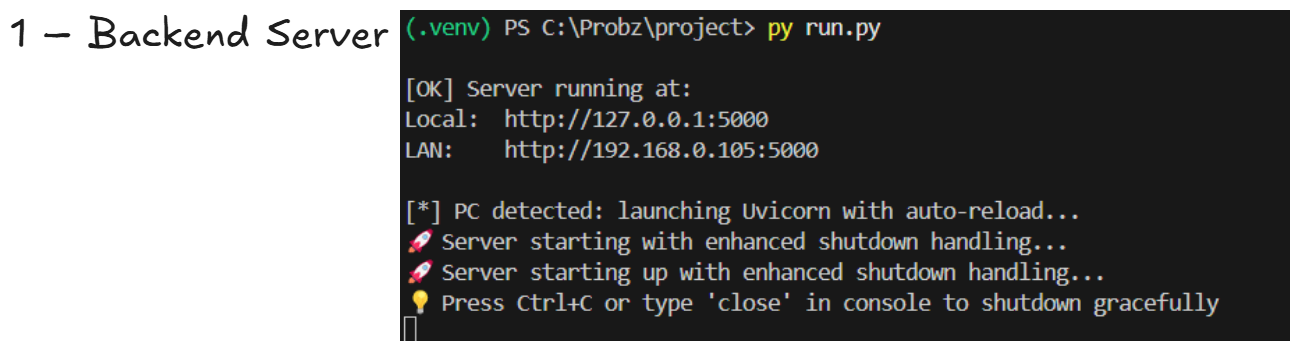 1 — Backend Server
(.venv) PS C:\Probz\project> py run.py
[OK] Server running at:
Local:  http://127.0.0.1:5000
LAN:    http://192.168.0.105:5000
[*] PC detected: launching Uvicorn with auto-reload...
🚀 Server starting with enhanced shutdown handling...
🚀 Server starting up with enhanced shutdown handling...
💡 Press Ctrl+C or type 'close' in console to shutdown gracefully